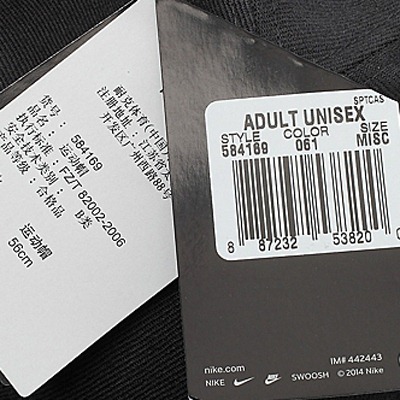 耐克体育(中国
注册地址:江苏省太
开发区广州西路88号
货号: 584169
品名: 运动帽
执行标准: FZ/T 82002-2006
安全技术类别: B类
品等级: 合格品
运动帽
56cm
SPTCAS
ADULT UNISEX
STYLE COLOR SIZE
584169 061 MISC
8 87232 53620
nike.com
IM# 442443
NIKE SWOOSH © 2014 Nike